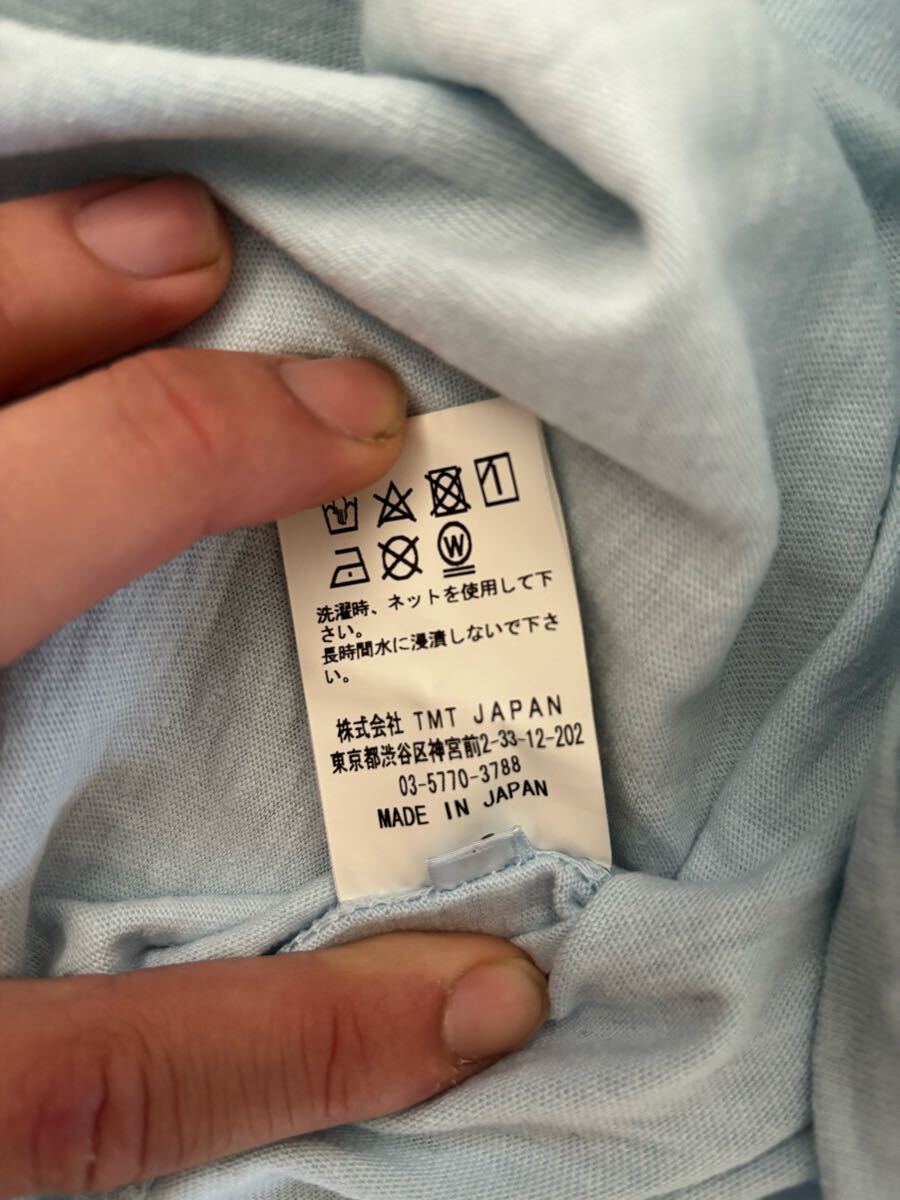 W
洗濯時、ネットを使用して下
さい。
長時間水に浸漬しないで下さ
い。
株式会社 TMT JAPAN
東京都渋谷区神宮前2-33-12-202
03-5770-3788
MADE IN JAPAN